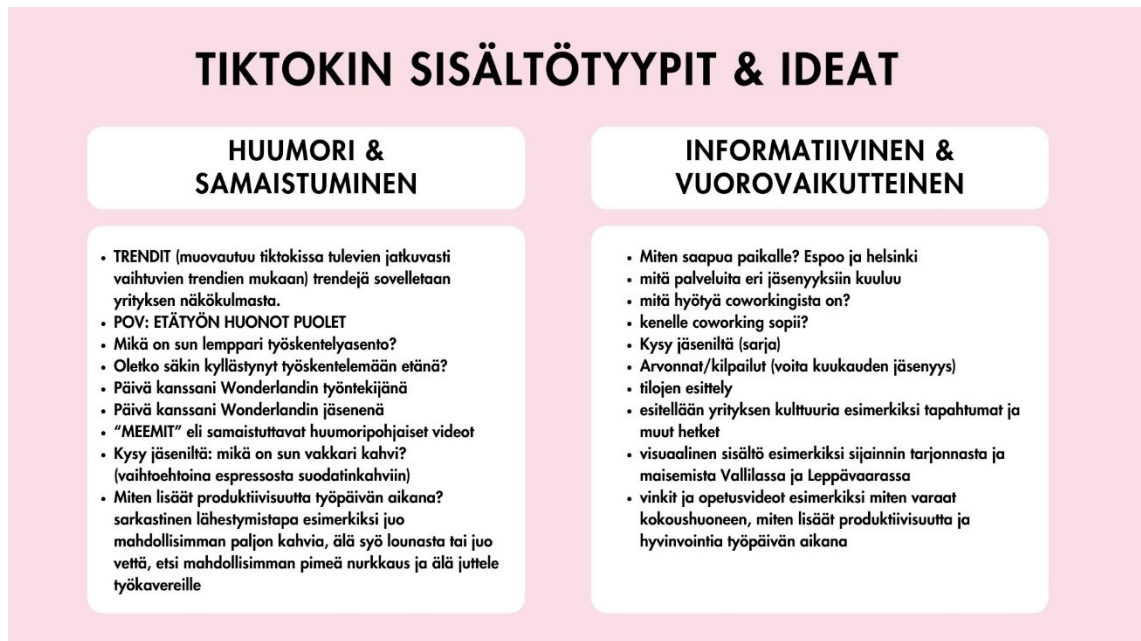 TIKTOKIN SISÄLTÖTYYPIT & IDEAT
HUUMORI &
SAMAISTUMINEN
• TRENDIT (muovautuu tiktokissa tulevien jatkuvasti
vaihtuvien trendien mukaan) trendejä sovelletaan
yrityksen näkökulmasta.
• POV: ETÄTYÖN HUONOT PUOLET
• Mikä on sun lemppari työskentelyasento?
• Oletko säkin kyllästynyt työskentelemään etänä?
• Päivä kanssani Wonderlandin työntekijänä
• Päivä kanssani Wonderlandin jäsenenä
• “MEEMIT” eli samaistuttavat huumoripohjaiset videot
• Kysy jäseniltä: mikä on sun vakkari kahvi?
(vaihtoehtoina espressosta suodatinkahviin)
• Miten lisäät produktiivisuutta työpäivän aikana?
sarkastinen lähestymistapa esimerkiksi juo
mahdollisimman paljon kahvia, älä syö lounasta tai juo
vettä, etsi mahdollisimman pimeä nurkkaus ja älä juttele
työkavereille
INFORMATIIVINEN &
VUOROVAIKUTTEINEN
• Miten saapua paikalle? Espoo ja helsinki
• mitä palveluita eri jäsenyyksiin kuuluu
• mitä hyötyä coworkingista on?
• kenelle coworking sopii?
• Kysy jäseniltä (sarja)
• Arvonnat/kilpailut (voita kuukauden jäsenyys)
• tilojen esittely
• esitellään yrityksen kulttuuria esimerkiksi tapahtumat ja
muut hetket
• visuaalinen sisältö esimerkiksi sijainnin tarjonnasta ja
maisemista Vallilassa ja Leppävaarassa
• vinkit ja opetusvideot esimerkiksi miten varaat
kokoushuoneen, miten lisäät produktiivisuutta ja
hyvinvointia työpäivän aikana